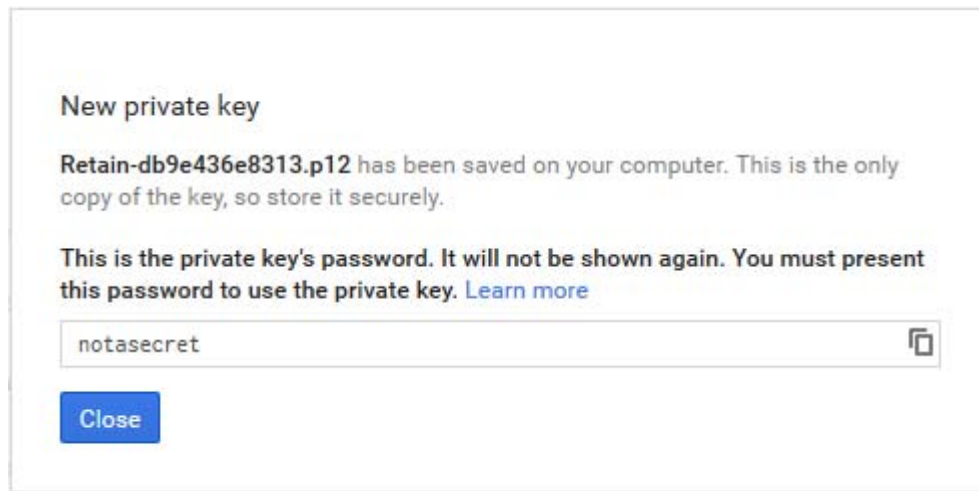 New private key
Retain-db9e436e8313.p12 has been saved on your computer. This is the only
copy of the key, so store it securely.
This is the private key's password. It will not be shown again. You must present
this password to use the private key. Learn more
notasecret
Close